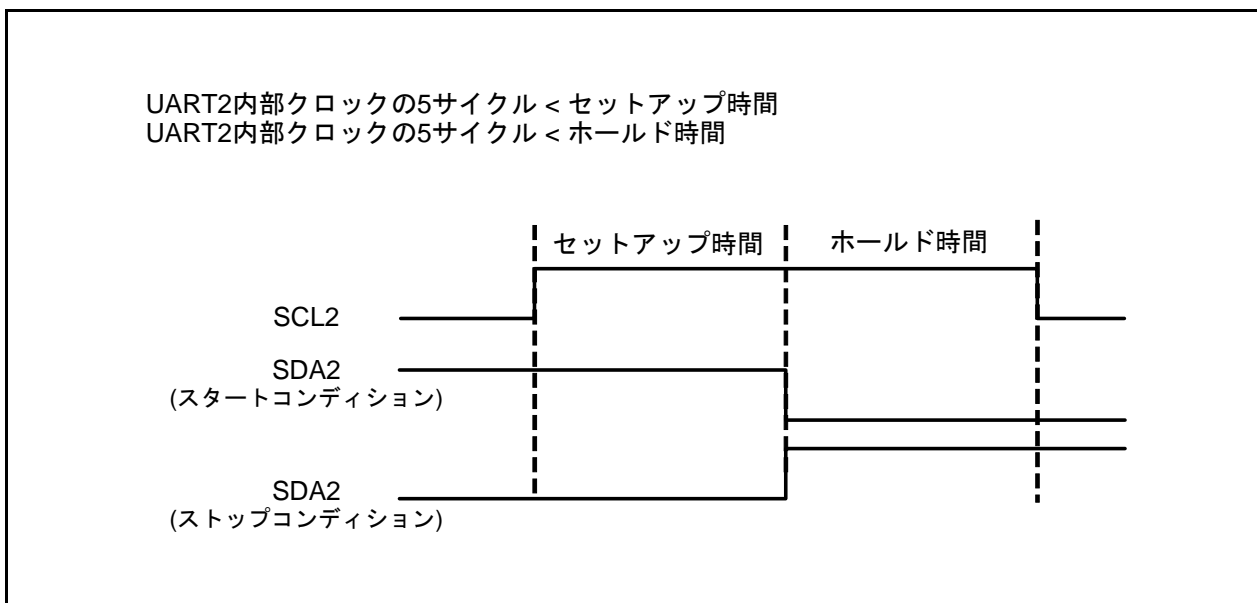 UART2内部クロックの5サイクル < セットアップ時間
UART2内部クロックの5サイクル < ホールド時間
セットアップ時間 ホールド時間
SCL2
SDA2
(スタートコンディション)
SDA2
(ストップコンディション)